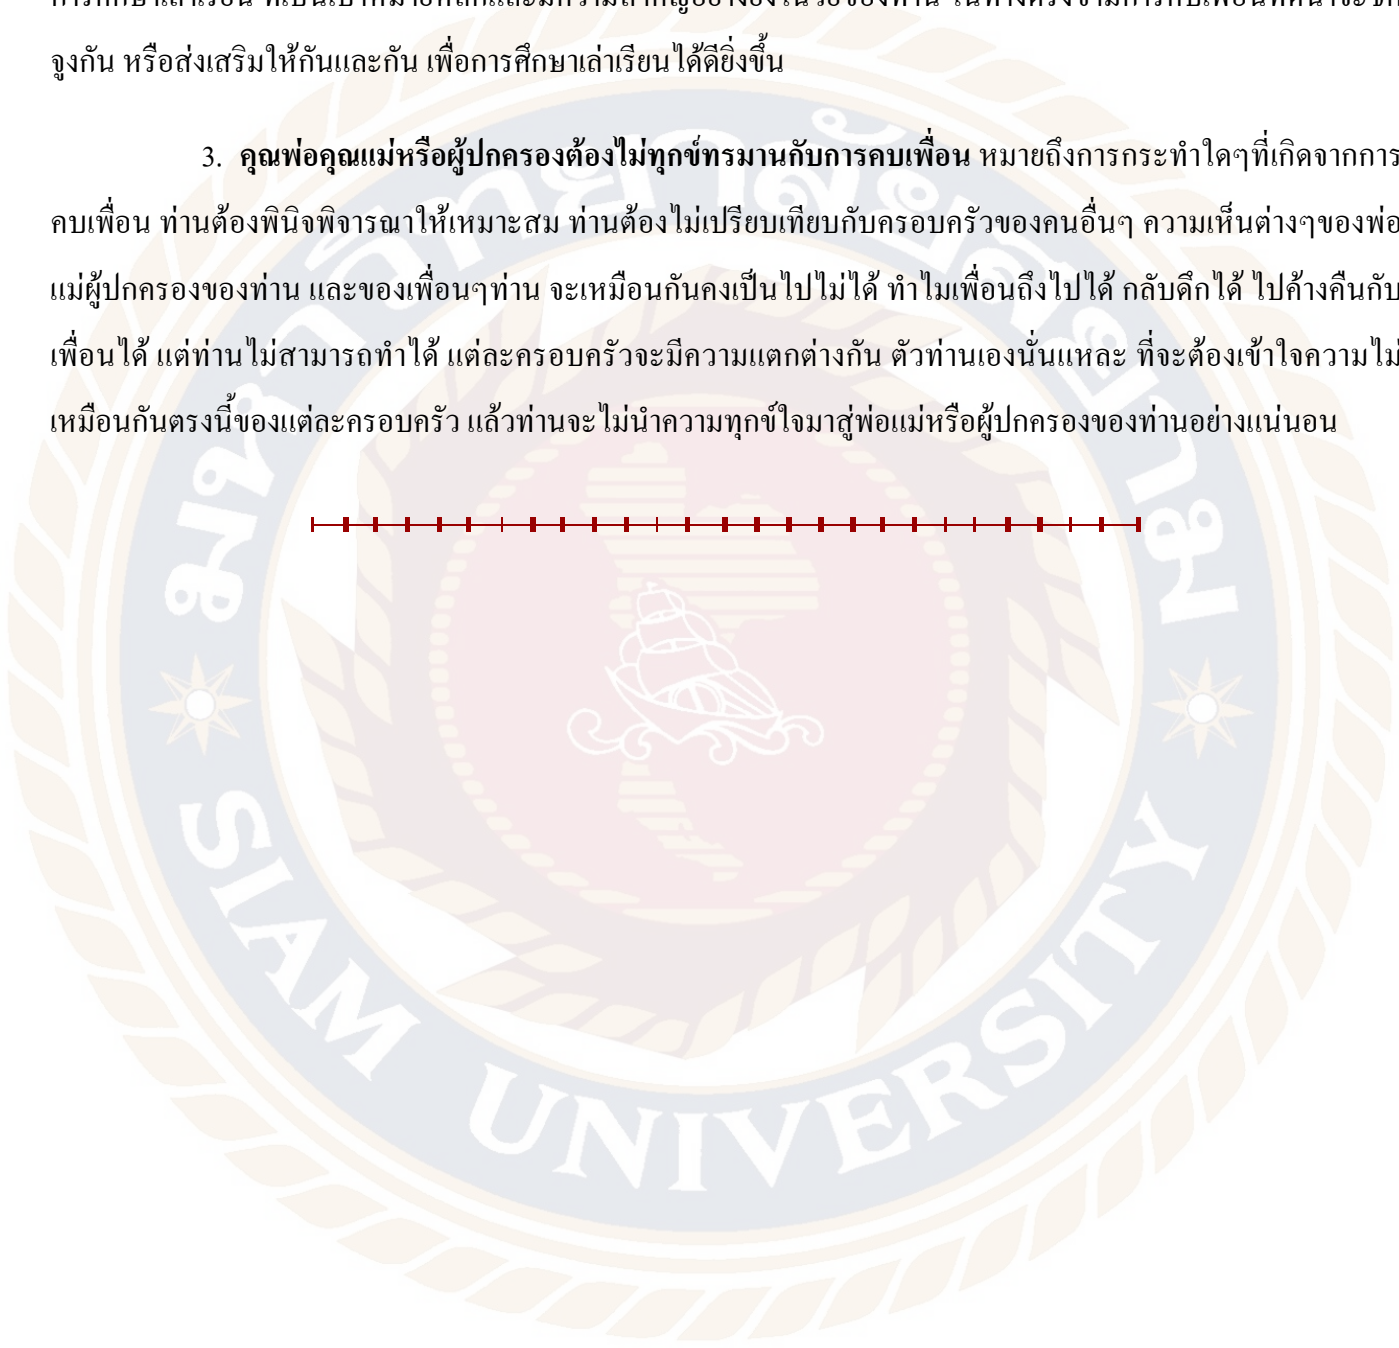 จูงกัน หรือส่งเสริมให้กันและกัน เพื่อการศึกษาเล่าเรียนได้ดียิ่งขึ้น
3. คุณพ่อคุณแม่หรือผู้ปกครองต้องไม่ทุกข์ทรมานกับการคบเพื่อน หมายถึงการกระทำใดๆที่เกิดจากการ
คบเพื่อน ท่านต้องพินิจพิจารณาให้เหมาะสม ท่านต้องไม่เปรียบเทียบกับครอบครัวของคนอื่นๆ ความเห็นต่างๆของพ่อ
แม่ผู้ปกครองของท่าน และของเพื่อนๆท่าน จะเหมือนกันคงเป็นไปไม่ได้ ทำไมเพื่อนถึงไปได้ กลับดึกได้ ไปค้างคืนกับ
เพื่อนได้ แต่ท่านไม่สามารถทำได้ แต่ละครอบครัวจะมีความแตกต่างกัน ตัวท่านเองนั่นแหละ ที่จะต้องเข้าใจความไม่
เหมือนกันตรงนี้ของแต่ละครอบครัว แล้วท่านจะไม่นำความทุกข์ใจมาสู่พ่อแม่หรือผู้ปกครองของท่านอย่างแน่นอน
มหาวิทยาลัยสยาม
SIAM UNIVERSITY